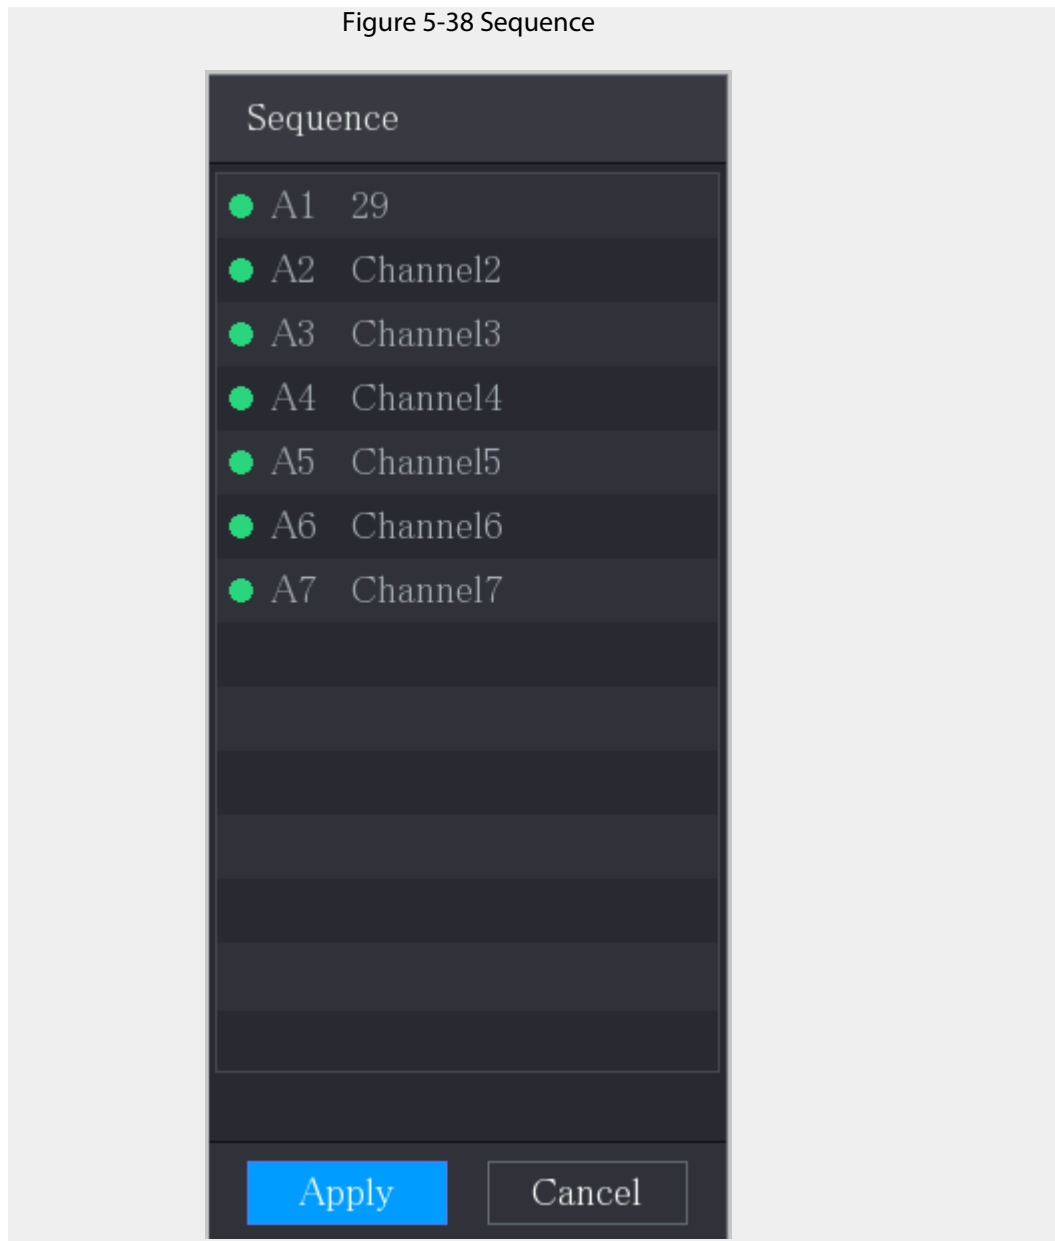 Figure 5-38 Sequence
Sequence
A1 29
A2 Channel2
A3 Channel3
A4 Channel4
A5 Channel5
A6 Channel6
A7 Channel7
Apply Cancel